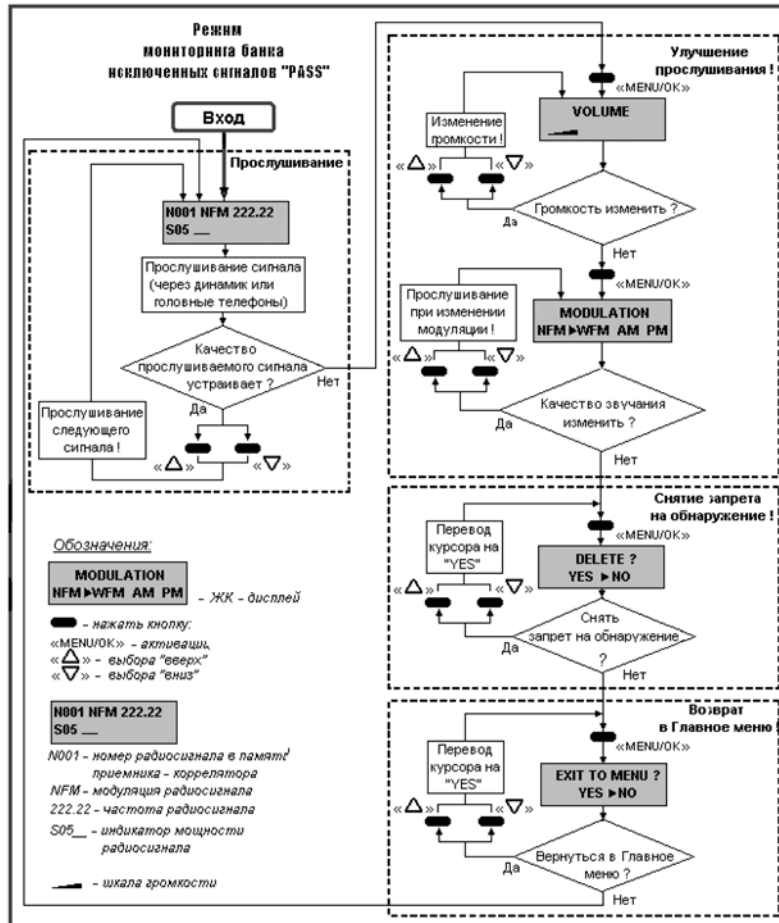 Режим
мониторинга банка
исключенных сигналов "PASS"
Вход
Прослушивание
N001 NFM 222.22
S05
Прослушивание сигнала
(через динамик или
головные телефоны)
Качество
прослушиваемого сигнала
устраивает ?
Нет
Да
Прослушивание
следующего
сигнала !
«△»
«▽»
Улучшение
прослушивания !
«MENU/OK»
VOLUME
Изменение
громкости !
«△»
«▽»
Громкость изменить ?
Да
Нет
«MENU/OK»
MODULATION
NFM►WFM AM PM
Прослушивание
при изменении
модуляции !
«△»
«▽»
Качество звучания
изменить ?
Да
Нет
Снятие запрета
на обнаружение !
«MENU/OK»
DELETE ?
YES ►NO
Перевод
курсора на
"YES"
«△»
«▽»
Снять
запрет на обнаружение
?
Да
Нет
Возврат
в Главное меню !
«MENU/OK»
EXIT TO MENU ?
YES ►NO
Перевод
курсора на
"YES"
«△»
«▽»
Вернуться в Главное
меню ?
Да
Нет
Обозначения:
MODULATION
NFM►WFM AM PM
- ЖК - дисплей
- нажать кнопку:
«MENU/OK» - активации,
«△» - выбора "вверх"
«▽» - выбора "вниз"
N001 NFM 222.22
S05
N001 - номер радиосигнала в памяти
приемника - коррелятора
NFM - модуляция радиосигнала
222.22 - частота радиосигнала
S05__ - индикатор мощности
радиосигнала
- шкала громкости